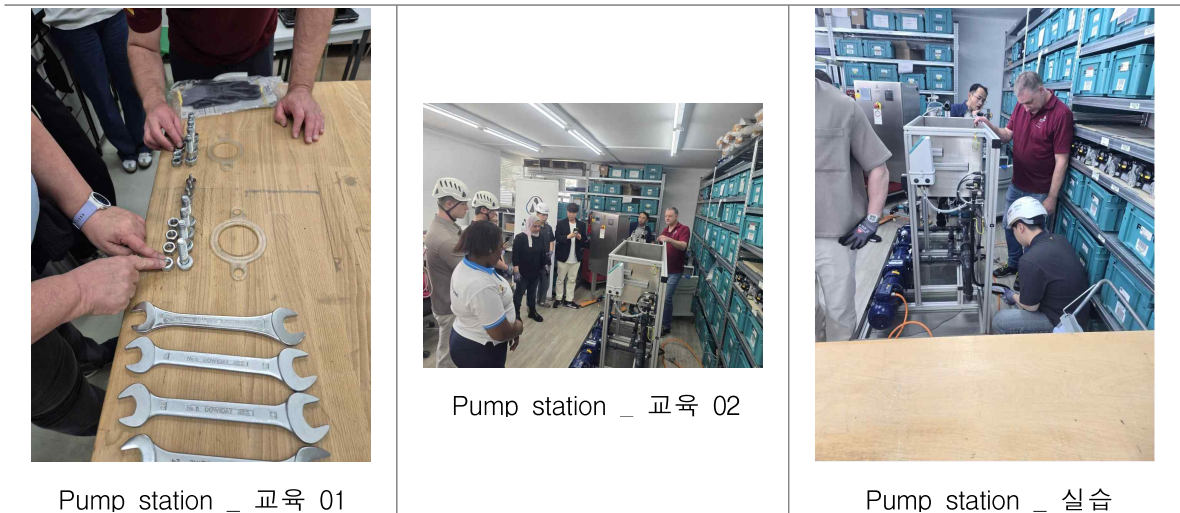 Pump station _ 교육 01
Pump station _ 교육 02
Pump station _ 실습